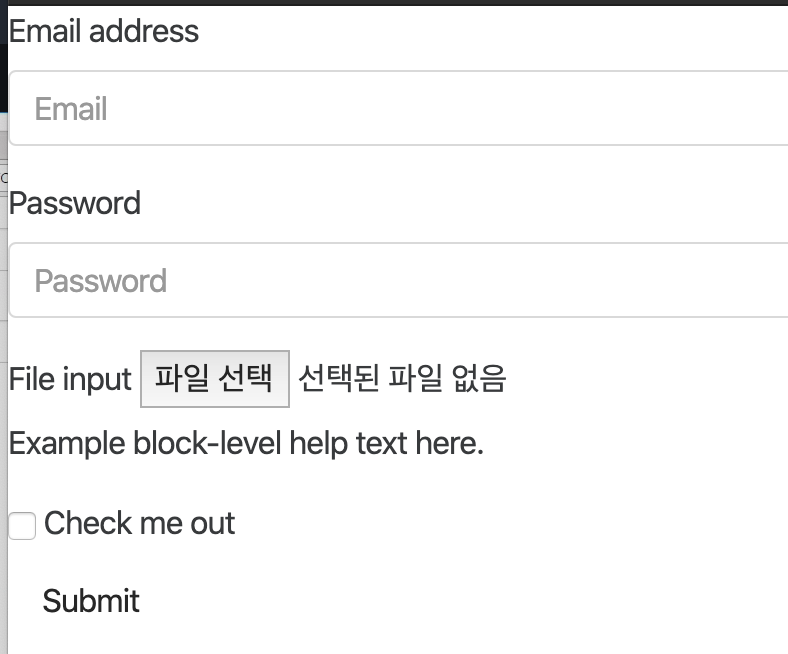 Email address
Email
Password
Password
File input 파일 선택 선택된 파일 없음
Example block-level help text here.
Check me out
Submit